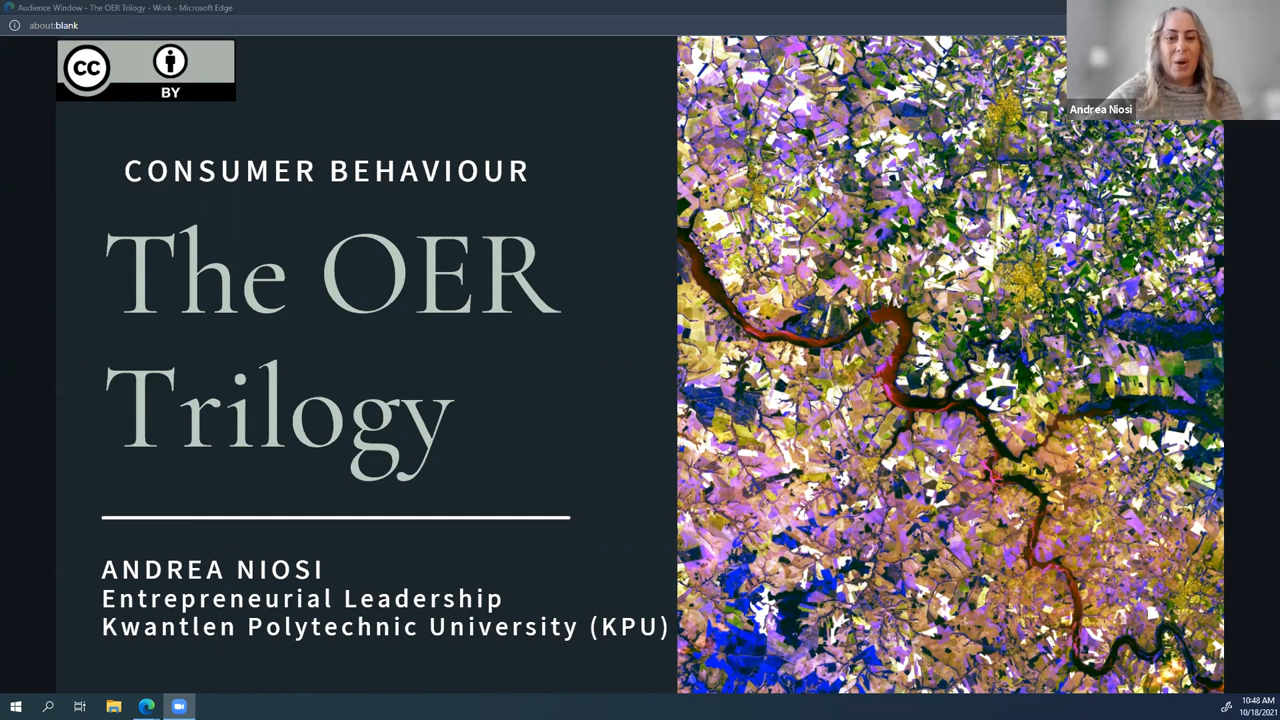 Audience Window - The OER Trilogy - Work - Microsoft Edge
about:blank
CC
BY
CONSUMER BEHAVIOUR
The OER
Trilogy
ANDREA NIOSI
Entrepreneurial Leadership
Kwantlen Polytechnic University (KPU)
Andrea Niosi
10:48 AM
10/18/2021